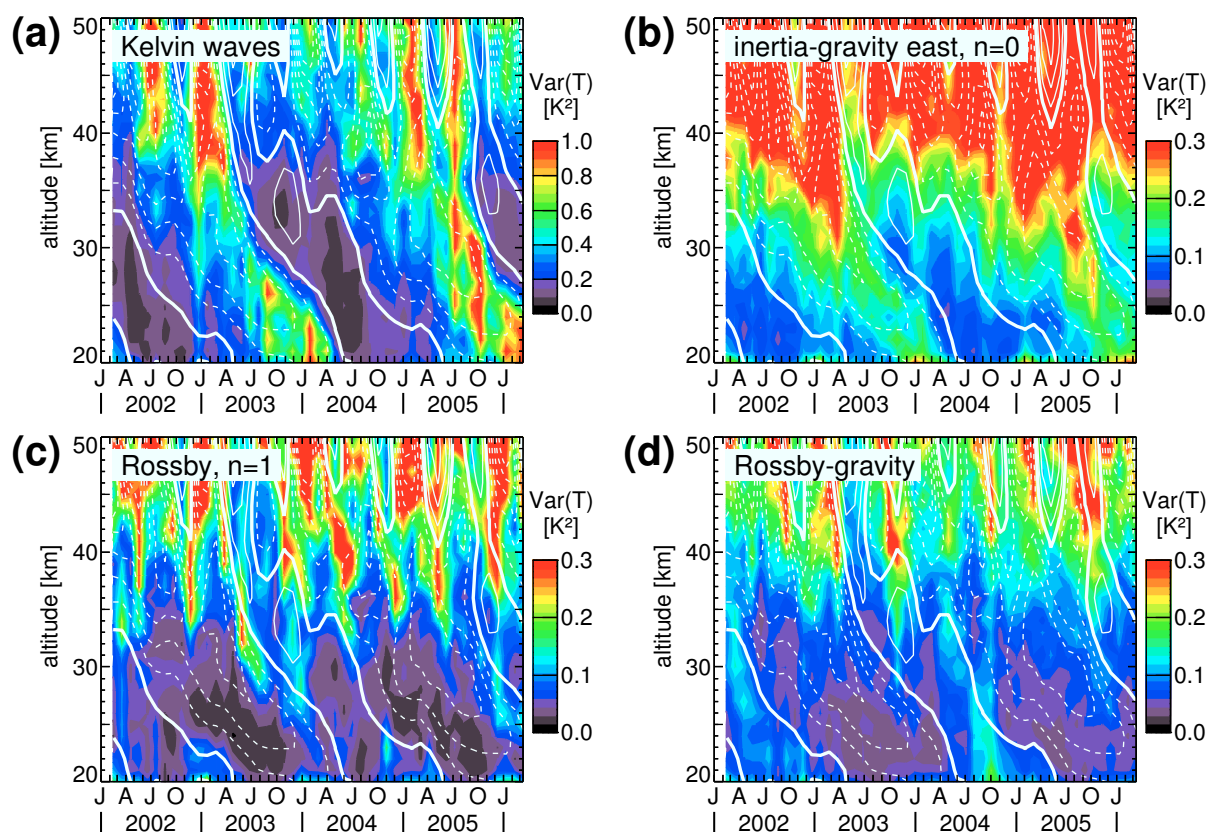 (a)
Kelvin waves
Var(T)
[K²]
1.0
0.8
0.6
0.4
0.2
0.0
altitude [km]
50
40
30
20
J A J O J A J O J A J O J A J O J
| 2002 | 2003 | 2004 | 2005 |
(b)
inertia-gravity east, n=0
Var(T)
[K²]
0.3
0.2
0.1
0.0
altitude [km]
50
40
30
20
J A J O J A J O J A J O J A J O J
| 2002 | 2003 | 2004 | 2005 |
(c)
Rossby, n=1
Var(T)
[K²]
0.3
0.2
0.1
0.0
altitude [km]
50
40
30
20
J A J O J A J O J A J O J A J O J
| 2002 | 2003 | 2004 | 2005 |
(d)
Rossby-gravity
Var(T)
[K²]
0.3
0.2
0.1
0.0
altitude [km]
50
40
30
20
J A J O J A J O J A J O J A J O J
| 2002 | 2003 | 2004 | 2005 |